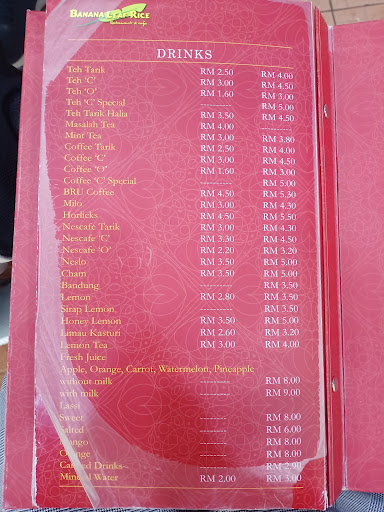 BANANA LEAF RICE
restaurant & cafe
DRINKS
Teh Tarik RM 2.50 RM 4.00
Teh 'C' RM 3.00 RM 4.50
Teh 'O' RM 1.60 RM 3.00
Teh 'C' Special -------- RM 5.00
Teh Tarik Halia RM 3.50 RM 4.50
Masalah Tea RM 4.00 --------
Mint Tea RM 3.00 RM 3.80
Coffee Tarik RM 2.50 RM 4.00
Coffee 'C' RM 3.00 RM 4.50
Coffee "O" RM 1.60 RM 3.00
Coffee 'C' Special -------- RM 5.00
BRU Coffee RM 4.50 RM 5.30
Milo RM 3.00 RM 4.30
Horlicks RM 4.50 RM 5.50
Nescafe Tarik RM 3.00 RM 4.30
Nescafe 'C' RM 3.30 RM 4.50
Nescafe 'O' RM 2.20 RM 3.20
Neslo RM 3.50 RM 5.00
Cham RM 3.50 RM 5.00
Bandung -------- RM 3.50
Lemon RM 2.80 RM 3.50
Sirap Lemon RM 3.50
Honey Lemon RM 3.50 RM 5.00
Limau Kasturi RM 2.60 RM 3.20
Lemon Tea RM 3.00 RM 4.00
Fresh Juice
Apple, Orange, Carrot, Watermelon, Pineapple
without milk -------- RM 8.00
with milk -------- RM 9.00
Lassi
Sweet -------- RM 8.00
Salted -------- RM 6.00
Mango -------- RM 8.00
Orange -------- RM 8.00
Canned Drinks -------- RM 2.90
Mineral Water RM 2.00 RM 3.00